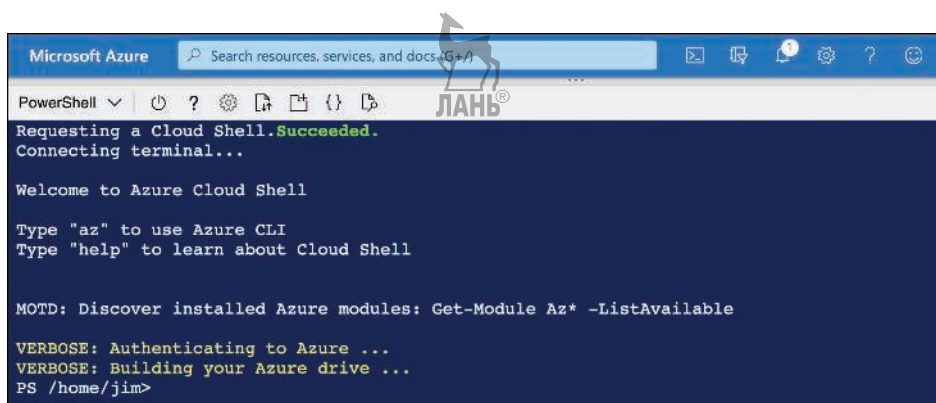 Microsoft Azure
Search resources, services, and docs (G+/)
1
?
ЛАНЬ®
PowerShell
? {}
Requesting a Cloud Shell.Succeeded.
Connecting terminal...
Welcome to Azure Cloud Shell
Type "az" to use Azure CLI
Type "help" to learn about Cloud Shell
MOTD: Discover installed Azure modules: Get-Module Az* -ListAvailable
VERBOSE: Authenticating to Azure ...
VERBOSE: Building your Azure drive ...
PS /home/jim>